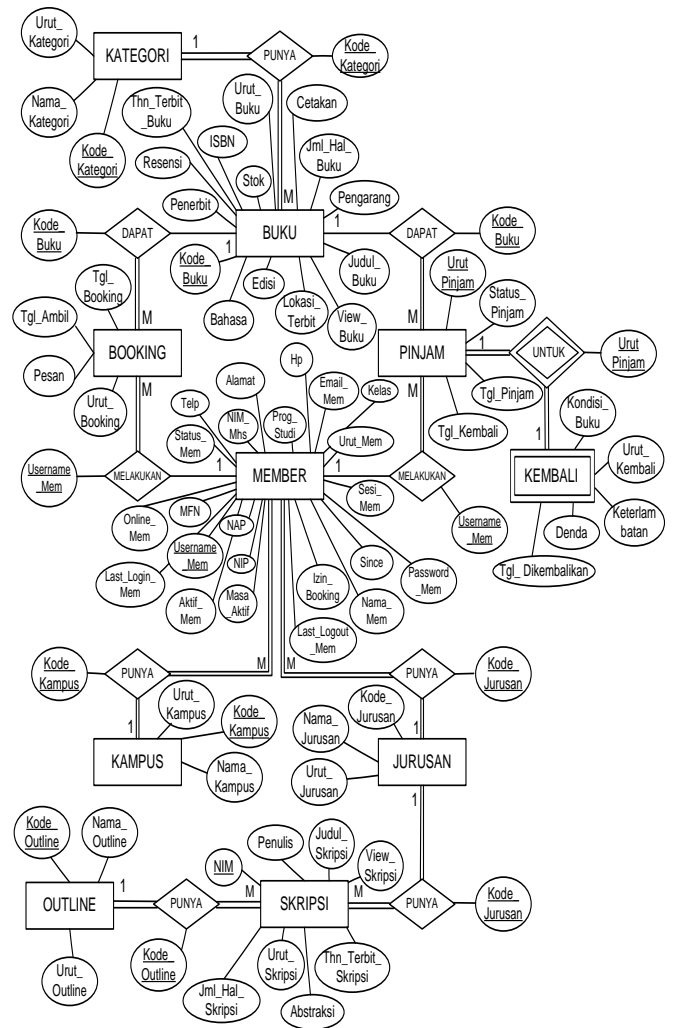 Urut_
Kategori
KATEGORI
1
PUNYA
Kode_
Kategori
Nama_
Kategori
Kode_
Kategori
Thn_Terbit
_Buku
Urut_
Buku
Cetakan
ISBN
Jml_Hal_
Buku
Resensi
Stok
M
Penerbit
Pengarang
Kode_
Buku
DAPAT
1
BUKU
1
DAPAT
Kode_
Buku
Kode_
Buku
Edisi
Judul_
Buku
Bahasa
Lokasi_
Terbit
View_
Buku
Tgl_
Booking
Urut
Pinjam
Status_
Pinjam
Tgl_Ambil
M
M
BOOKING
PINJAM
1
UNTUK
Urut
Pinjam
Pesan
M
M
Tgl_Pinjam
Urut_
Booking
Tgl_Kembali
1
Hp
Alamat
Email_
Mem
Kelas
Telp
NIM_
Mhs
Prog_
Studi
Status_
Mem
Urut_Mem
Kondisi_
Buku
Urut_
Kembali
Username
_Mem
MELAKUKAN
1
MEMBER
1
MELAKUKAN
KEMBALI
Sesi_
Mem
Username
_Mem
Keterlam
batan
Denda
Tgl_ Dikembalikan
Online_
Mem
MFN
NAP
Username
_Mem
NIP
Last_Login_
Mem
Aktif_
Mem
Masa_
Aktif
Izin_
Booking
Since
Password
_Mem
Nama_
Mem
Last_Logout
_Mem
Kode_
Kampus
PUNYA
M
M
PUNYA
Kode_
Jurusan
1
Urut_
Kampus
Kode_
Kampus
Kode_
Jurusan
1
Nama_
Jurusan
KAMPUS
Nama_
Kampus
Urut_
Jurusan
JURUSAN
1
Kode_
Outline
Nama_
Outline
Penulis
Judul_
Skripsi
View_
Skripsi
NIM
OUTLINE
1
PUNYA
M
SKRIPSI
M
PUNYA
Kode_
Jurusan
Urut_
Outline
Kode_
Outline
Jml_Hal_
Skripsi
Urut_
Skripsi
Abstraksi
Thn_Terbit_
Skripsi